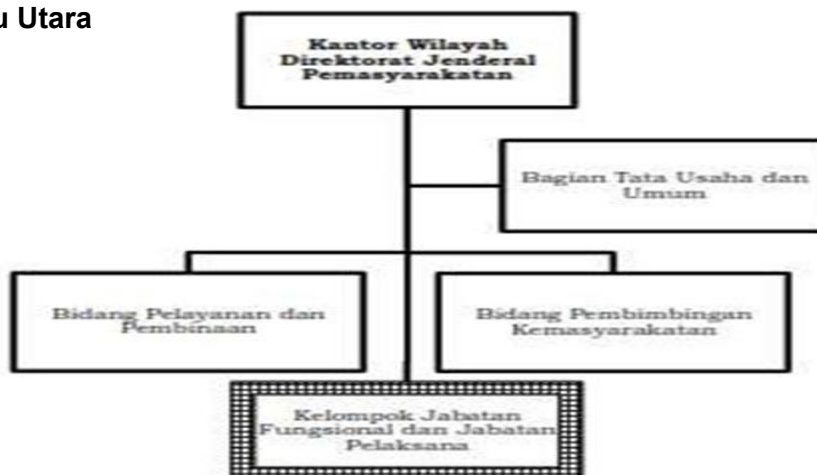 u Utara
Kantor Wilayah
Direktorat Jenderal
Pemasyarakatan
Bagian Tata Usaha dan
Umum
Bidang Pelayanan dan
Pembinaan
Bidang Pembimbingan
Kemasyarakatan
Kelompok Jabatan
Fungsional dan Jabatan
Pelaksana